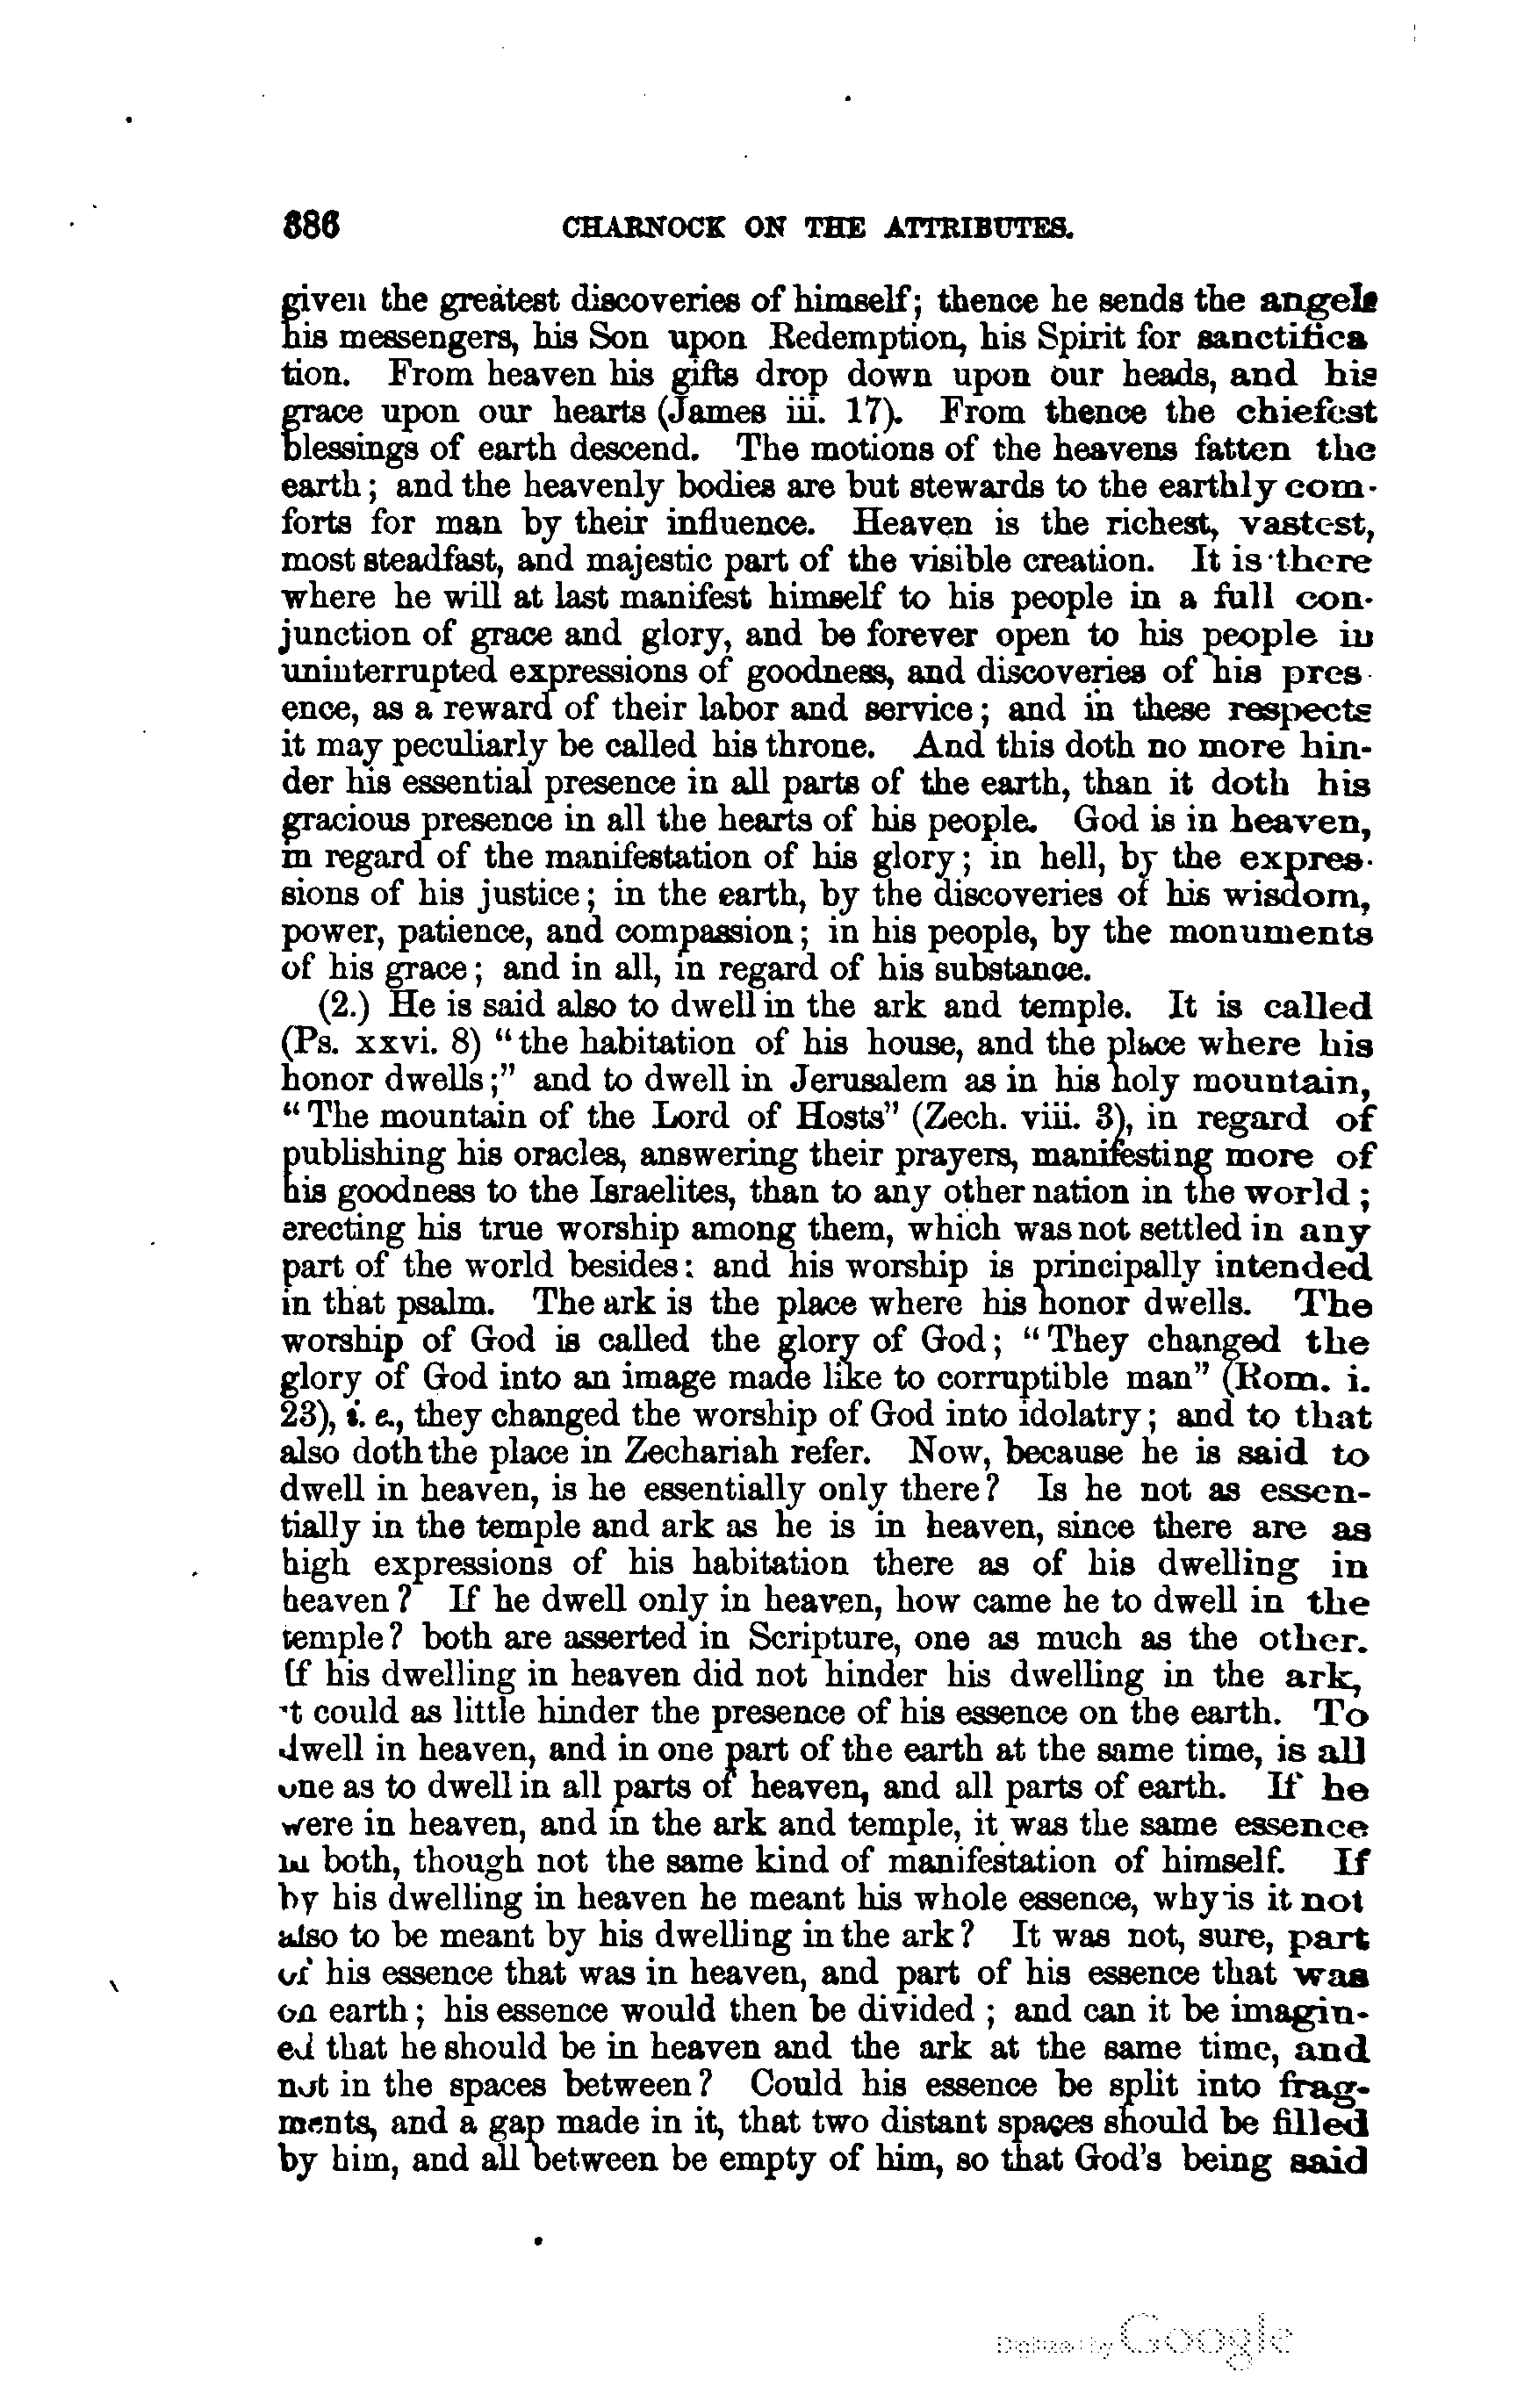 386 CHARNOCK ON THE ATTRIBUTES.
given the greatest discoveries of himself; thence he sends the angels
his messengers, his Son upon Redemption, his Spirit for sanctifica
tion. From heaven his gifts drop down upon our heads, and his
grace upon our hearts (James iii. 17). From thence the chiefest
blessings of earth descend. The motions of the heavens fatten the
earth; and the heavenly bodies are but stewards to the earthly com-
forts for man by their influence. Heaven is the richest, vastest,
most steadfast, and majestic part of the visible creation. It is there
where he will at last manifest himself to his people in a full con-
junction of grace and glory, and be forever open to his people in
uninterrupted expressions of goodness, and discoveries of his pres-
ence, as a reward of their labor and service; and in these respects
it may peculiarly be called his throne. And this doth no more hin-
der his essential presence in all parts of the earth, than it doth his
gracious presence in all the hearts of his people. God is in heaven,
in regard of the manifestation of his glory; in hell, by the expres-
sions of his justice; in the earth, by the discoveries of his wisdom,
power, patience, and compassion; in his people, by the monuments
of his grace; and in all, in regard of his substance.
(2.) He is said also to dwell in the ark and temple. It is called
(Ps. xxvi. 8) "the habitation of his house, and the place where his
honor dwells;" and to dwell in Jerusalem as in his holy mountain,
"The mountain of the Lord of Hosts" (Zech. viii. 3), in regard of
publishing his oracles, answering their prayers, manifesting more of
his goodness to the Israelites, than to any other nation in the world;
erecting his true worship among them, which was not settled in any
part of the world besides: and his worship is principally intended
in that psalm. The ark is the place where his honor dwells. The
worship of God is called the glory of God; "They changed the
glory of God into an image made like to corruptible man" (Rom. i.
23), i. e., they changed the worship of God into idolatry; and to that
also doth the place in Zechariah refer. Now, because he is said to
dwell in heaven, is he essentially only there? Is he not as essen-
tially in the temple and ark as he is in heaven, since there are as
high expressions of his habitation there as of his dwelling in
heaven? If he dwell only in heaven, how came he to dwell in the
temple? both are asserted in Scripture, one as much as the other.
If his dwelling in heaven did not hinder his dwelling in the ark,
it could as little hinder the presence of his essence on the earth. To
dwell in heaven, and in one part of the earth at the same time, is all
one as to dwell in all parts of heaven, and all parts of earth. If he
were in heaven, and in the ark and temple, it was the same essence
in both, though not the same kind of manifestation of himself. If
by his dwelling in heaven he meant his whole essence, why is it not
also to be meant by his dwelling in the ark? It was not, sure, part
of his essence that was in heaven, and part of his essence that was
on earth; his essence would then be divided; and can it be imagin-
ed that he should be in heaven and the ark at the same time, and
not in the spaces between? Could his essence be split into frag-
ments, and a gap made in it, that two distant spaces should be filled
by him, and all between be empty of him, so that God's being said
Digitized by Google